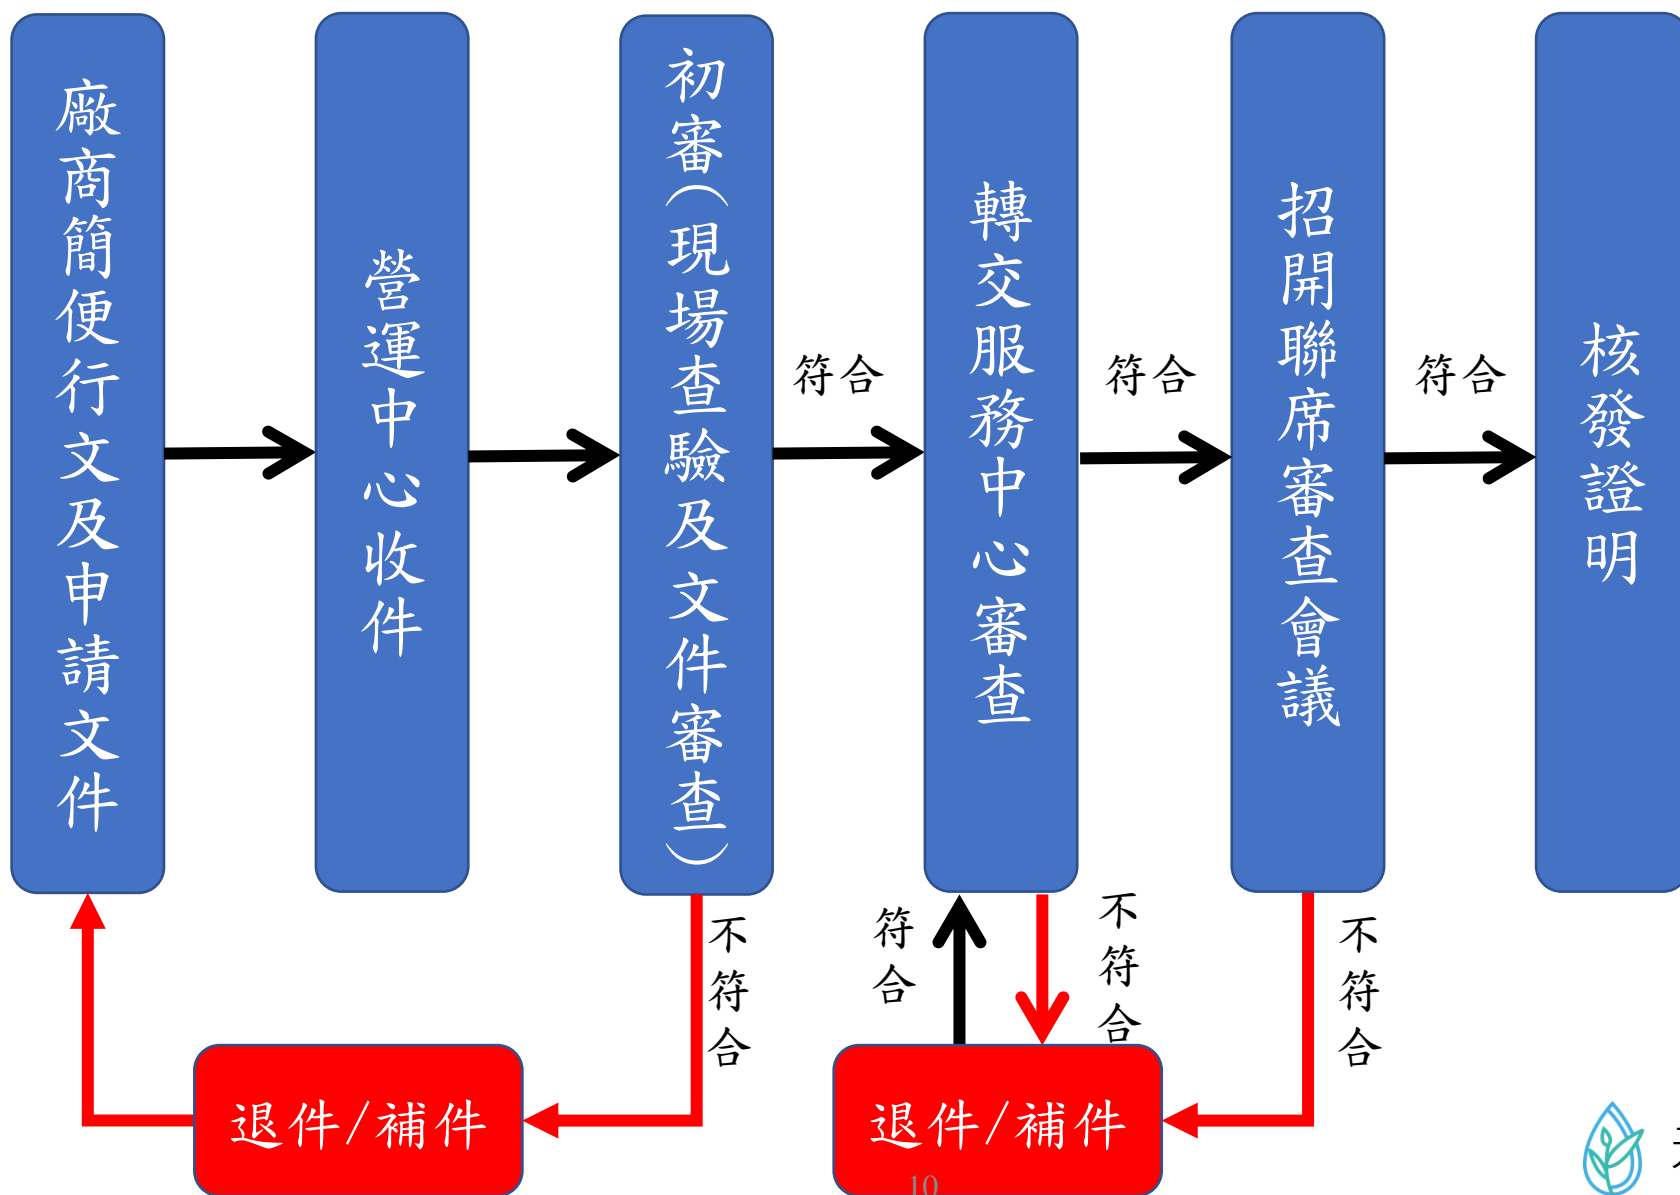 廠商簡便行文及申請文件
營運中心收件
初審(現場查驗及文件審查)
符合
轉交服務中心審查
符合
招開聯席審查會議
符合
核發證明
不符合
退件/補件
符合
不符合
退件/補件
不符合
10